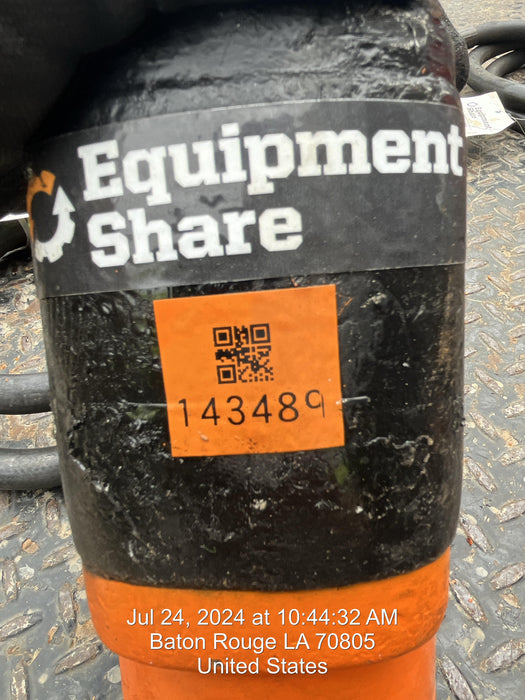 Equipment
Share
143489
Jul 24, 2024 at 10:44:32 AM
Baton Rouge LA 70805
United States